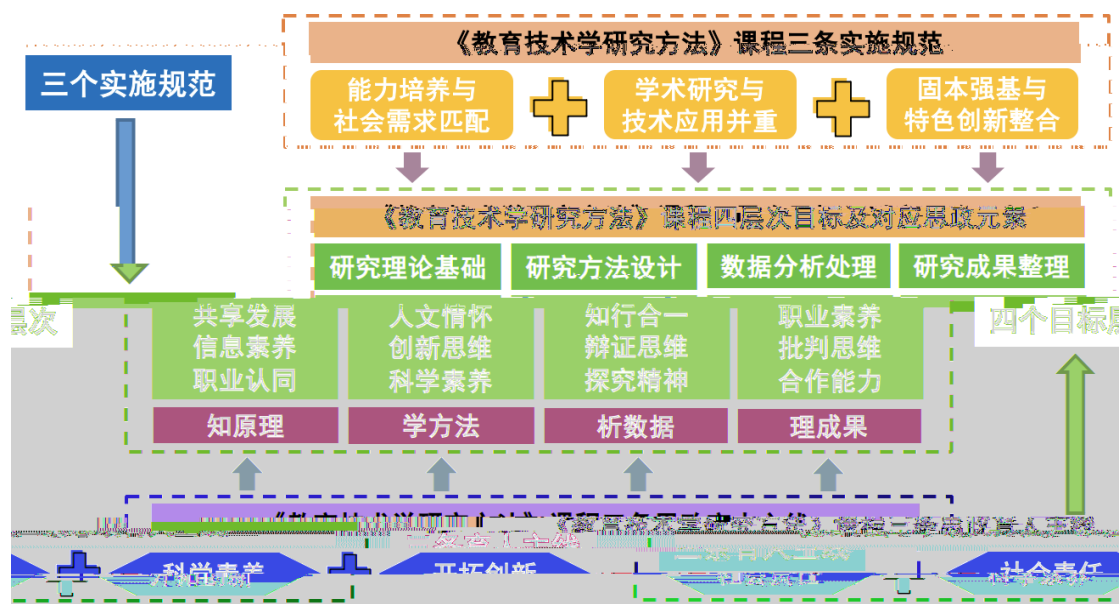 《教育技术学研究方法》课程三条实施规范
三个实施规范
能力培养与
社会需求匹配
学术研究与
技术应用并重
固本强基与
特色创新整合
《教育技术学研究方法》课程四层次目标及对应思政元素
研究理论基础
研究方法设计
数据分析处理
研究成果整理
层次
共享发展
信息素养
职业认同
人文情怀
创新思维
科学素养
知行合一
辩证思维
探究精神
职业素养
批判思维
合作能力
四个目标层
知原理
学方法
析数据
理成果
科学素养
开拓创新
社会责任